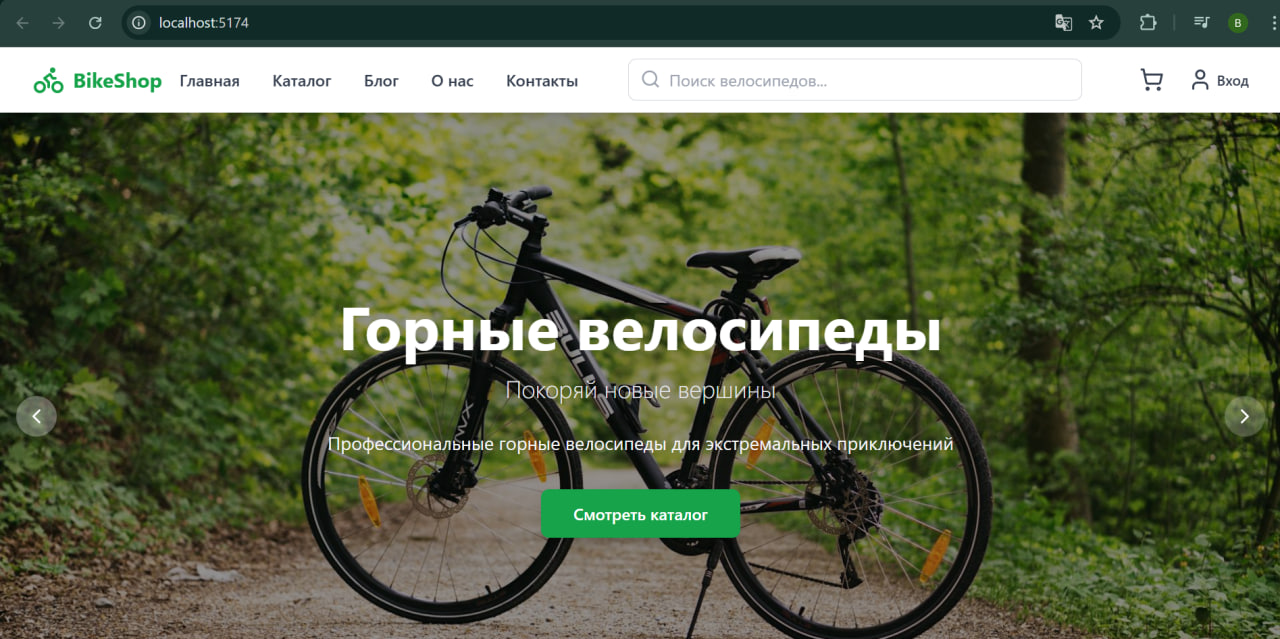 localhost:5174
BikeShop Главная Каталог Блог О нас Контакты Поиск велосипедов... Вход
BULLS
Горные велосипеды
Покоряй новые вершины
Профессиональные горные велосипеды для экстремальных приключений
Смотреть каталог